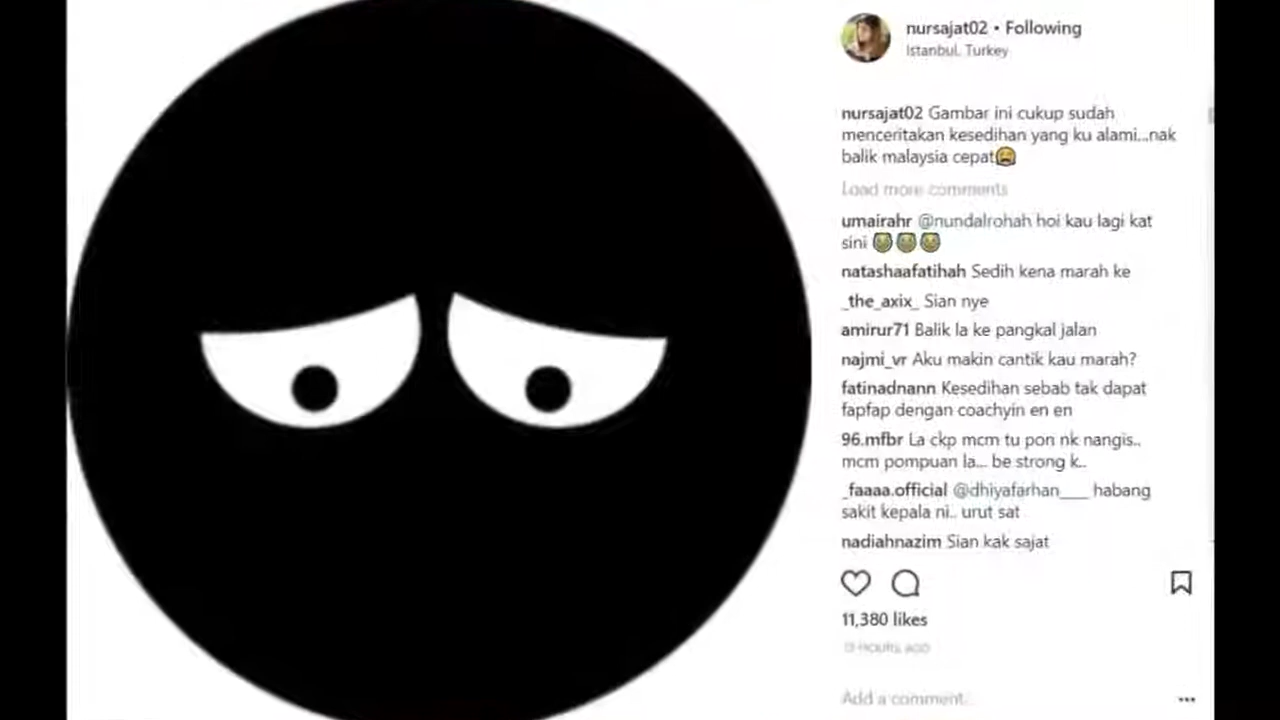 nursajat02 • Following
Istanbul, Turkey
nursajat02 Gambar ini cukup sudah
menceritakan kesedihan yang ku alami...nak
balik malaysia cepat😩
Load more comments
umairahr @nundalrohah hoi kau lagi kat
sini 😂😂😂
natashaafatihah Sedih kena marah ke
_the_axix_ Sian nye
amirur71 Balik la ke pangkal jalan
najmi_vr Aku makin cantik kau marah?
fatinadnann Kesedihan sebab tak dapat
fapfap dengan coachyin en en
96.mfbr La ckp mcm tu pon nk nangis..
mcm pompuan la... be strong k..
_faaaa.official @dhiyafarhan___ habang
sakit kepala ni.. urut sat
nadiahnazim Sian kak sajat
11,380 likes
HOURS AGO
Add a comment...